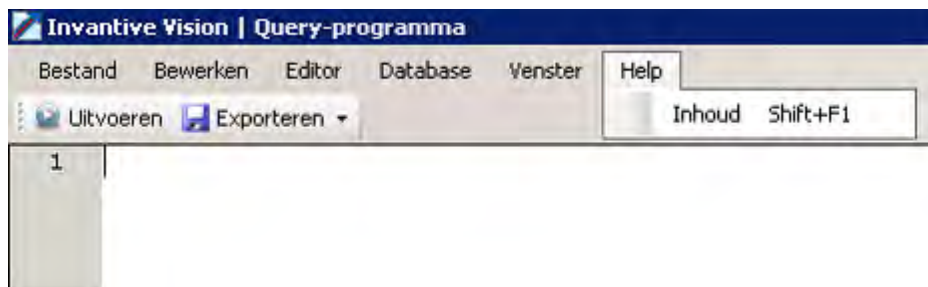 Invantive Vision | Query-programma
Bestand Bewerken Editor Database Venster Help
Uitvoeren Exporteren
Inhoud Shift+F1
1